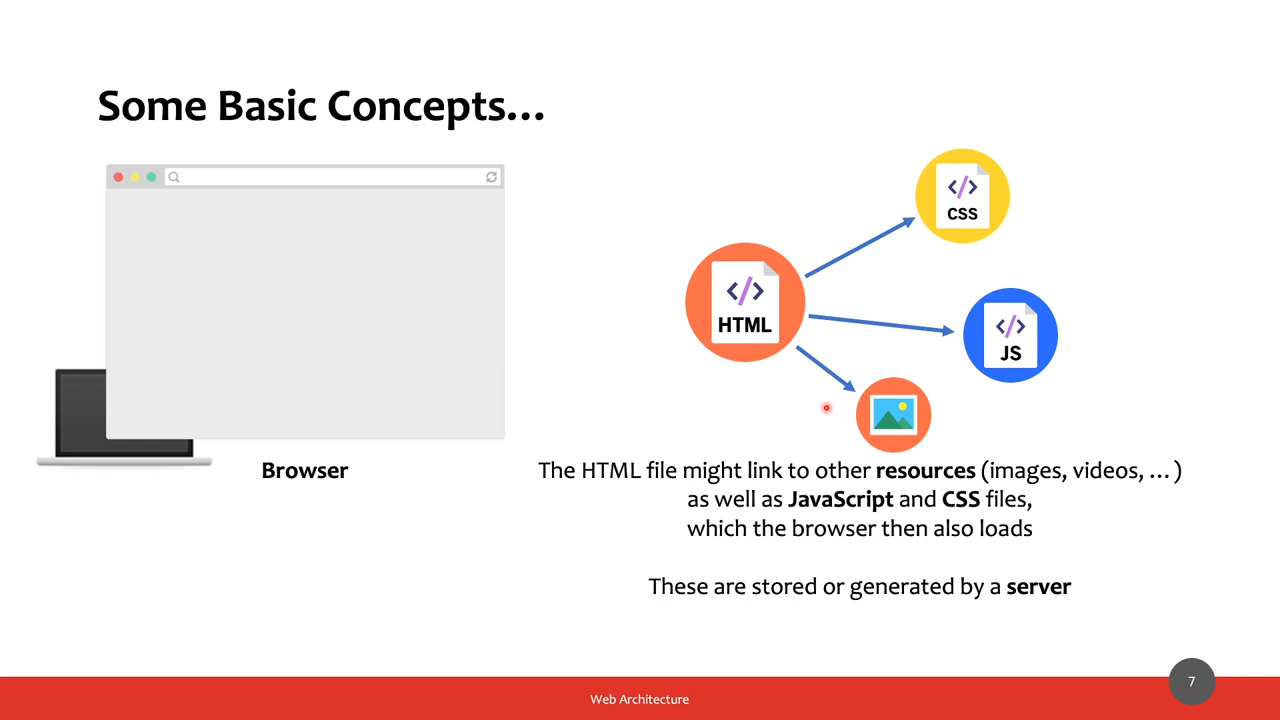 Some Basic Concepts...
CSS
HTML
JS
Browser
The HTML file might link to other resources (images, videos, ...)
as well as JavaScript and CSS files,
which the browser then also loads
These are stored or generated by a server
Web Architecture
7